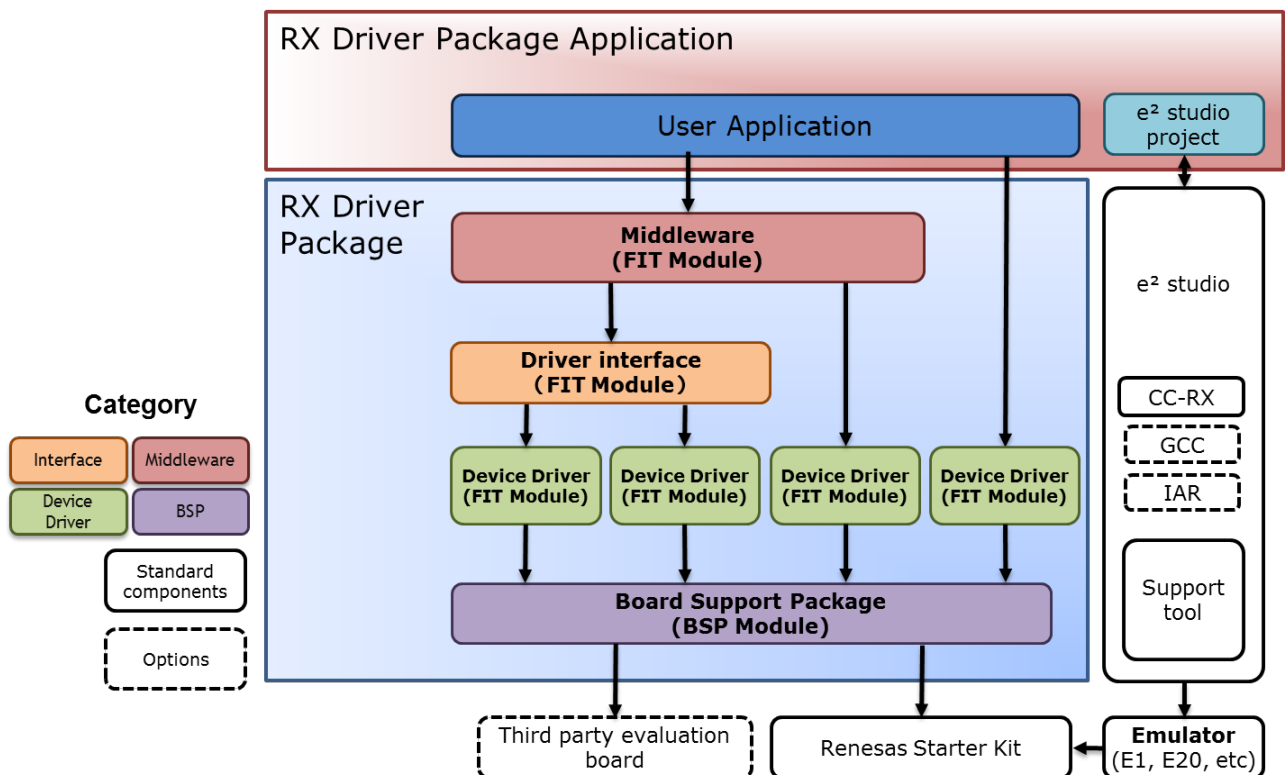 RX Driver Package Application
User Application
e² studio
project
RX Driver
Package
Middleware
(FIT Module)
e² studio
Driver interface
（FIT Module）
CC-RX
GCC
IAR
Category
Interface
Middleware
Device
Driver
BSP
Device Driver
(FIT Module)
Device Driver
(FIT Module)
Device Driver
(FIT Module)
Device Driver
(FIT Module)
Standard
components
Options
Support
tool
Board Support Package
(BSP Module)
Third party evaluation
board
Renesas Starter Kit
Emulator
(E1, E20, etc)